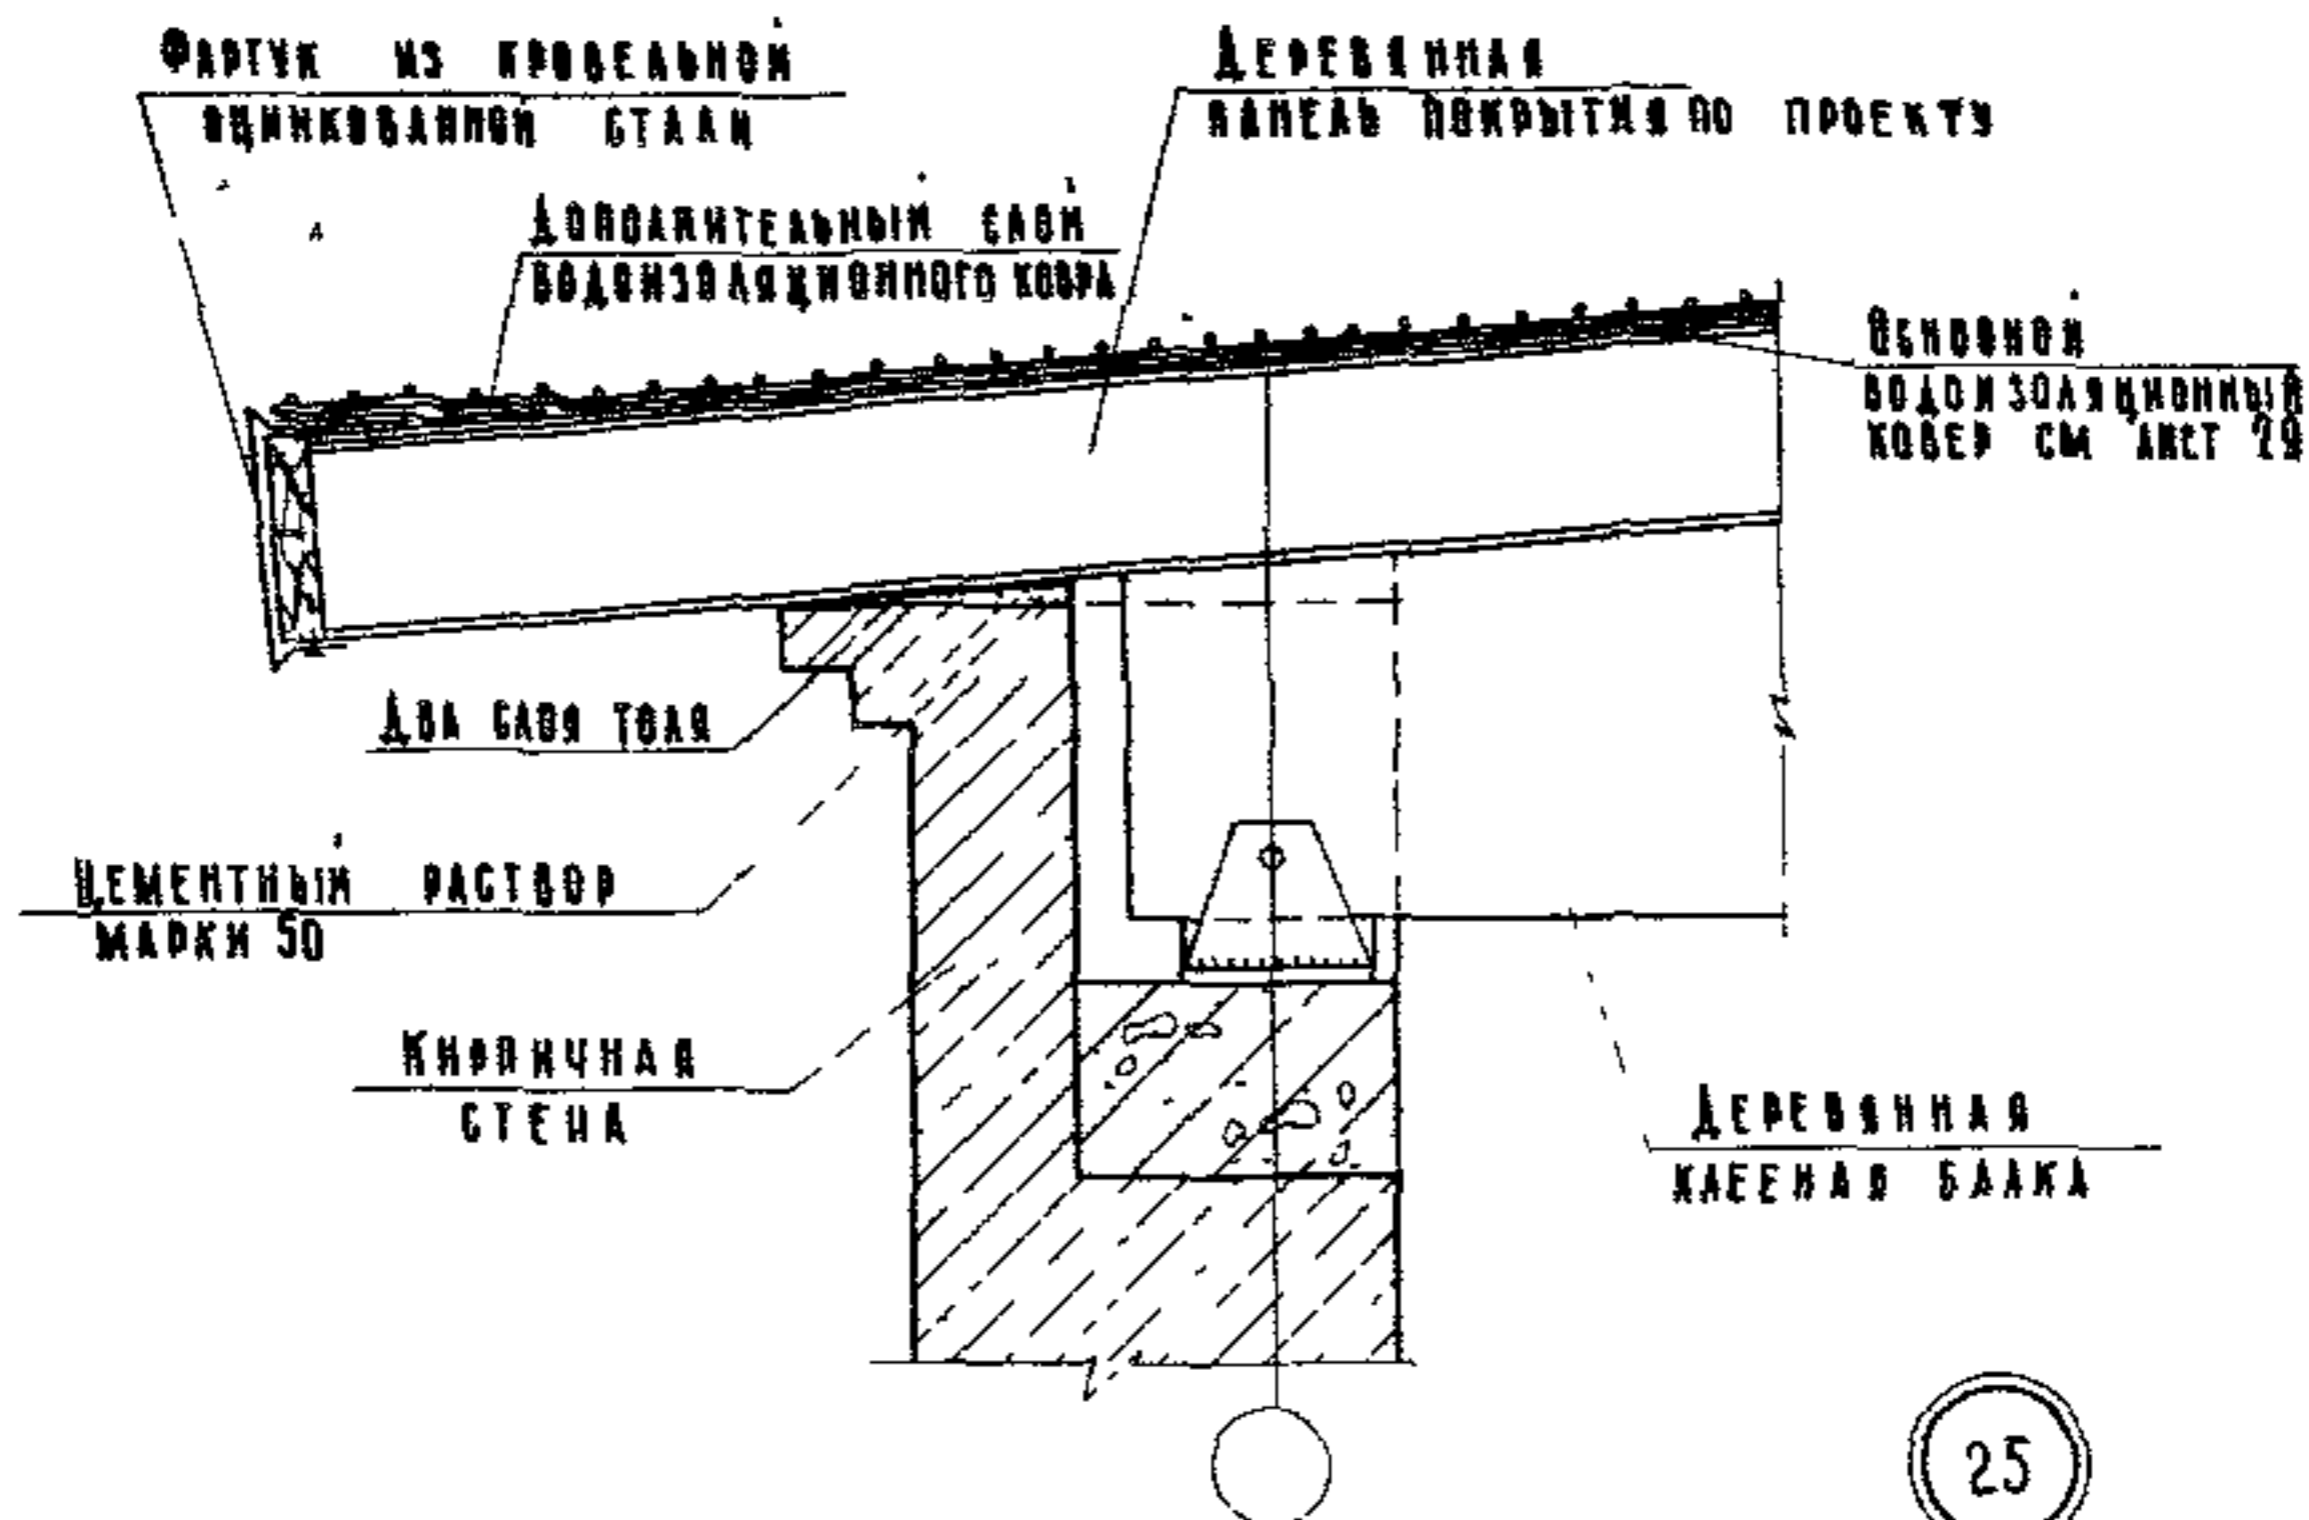 Фартук из кровельной
оцинкованной стали
Деревянная
панель покрытия по проекту
Дополнительный слой
водоизоляционного ковра
Основной
водоизоляционный
ковер см лист 29
Два слоя толя
Цементный раствор
марки 50
Кирпичная
стена
Деревянная
клееная балка
25